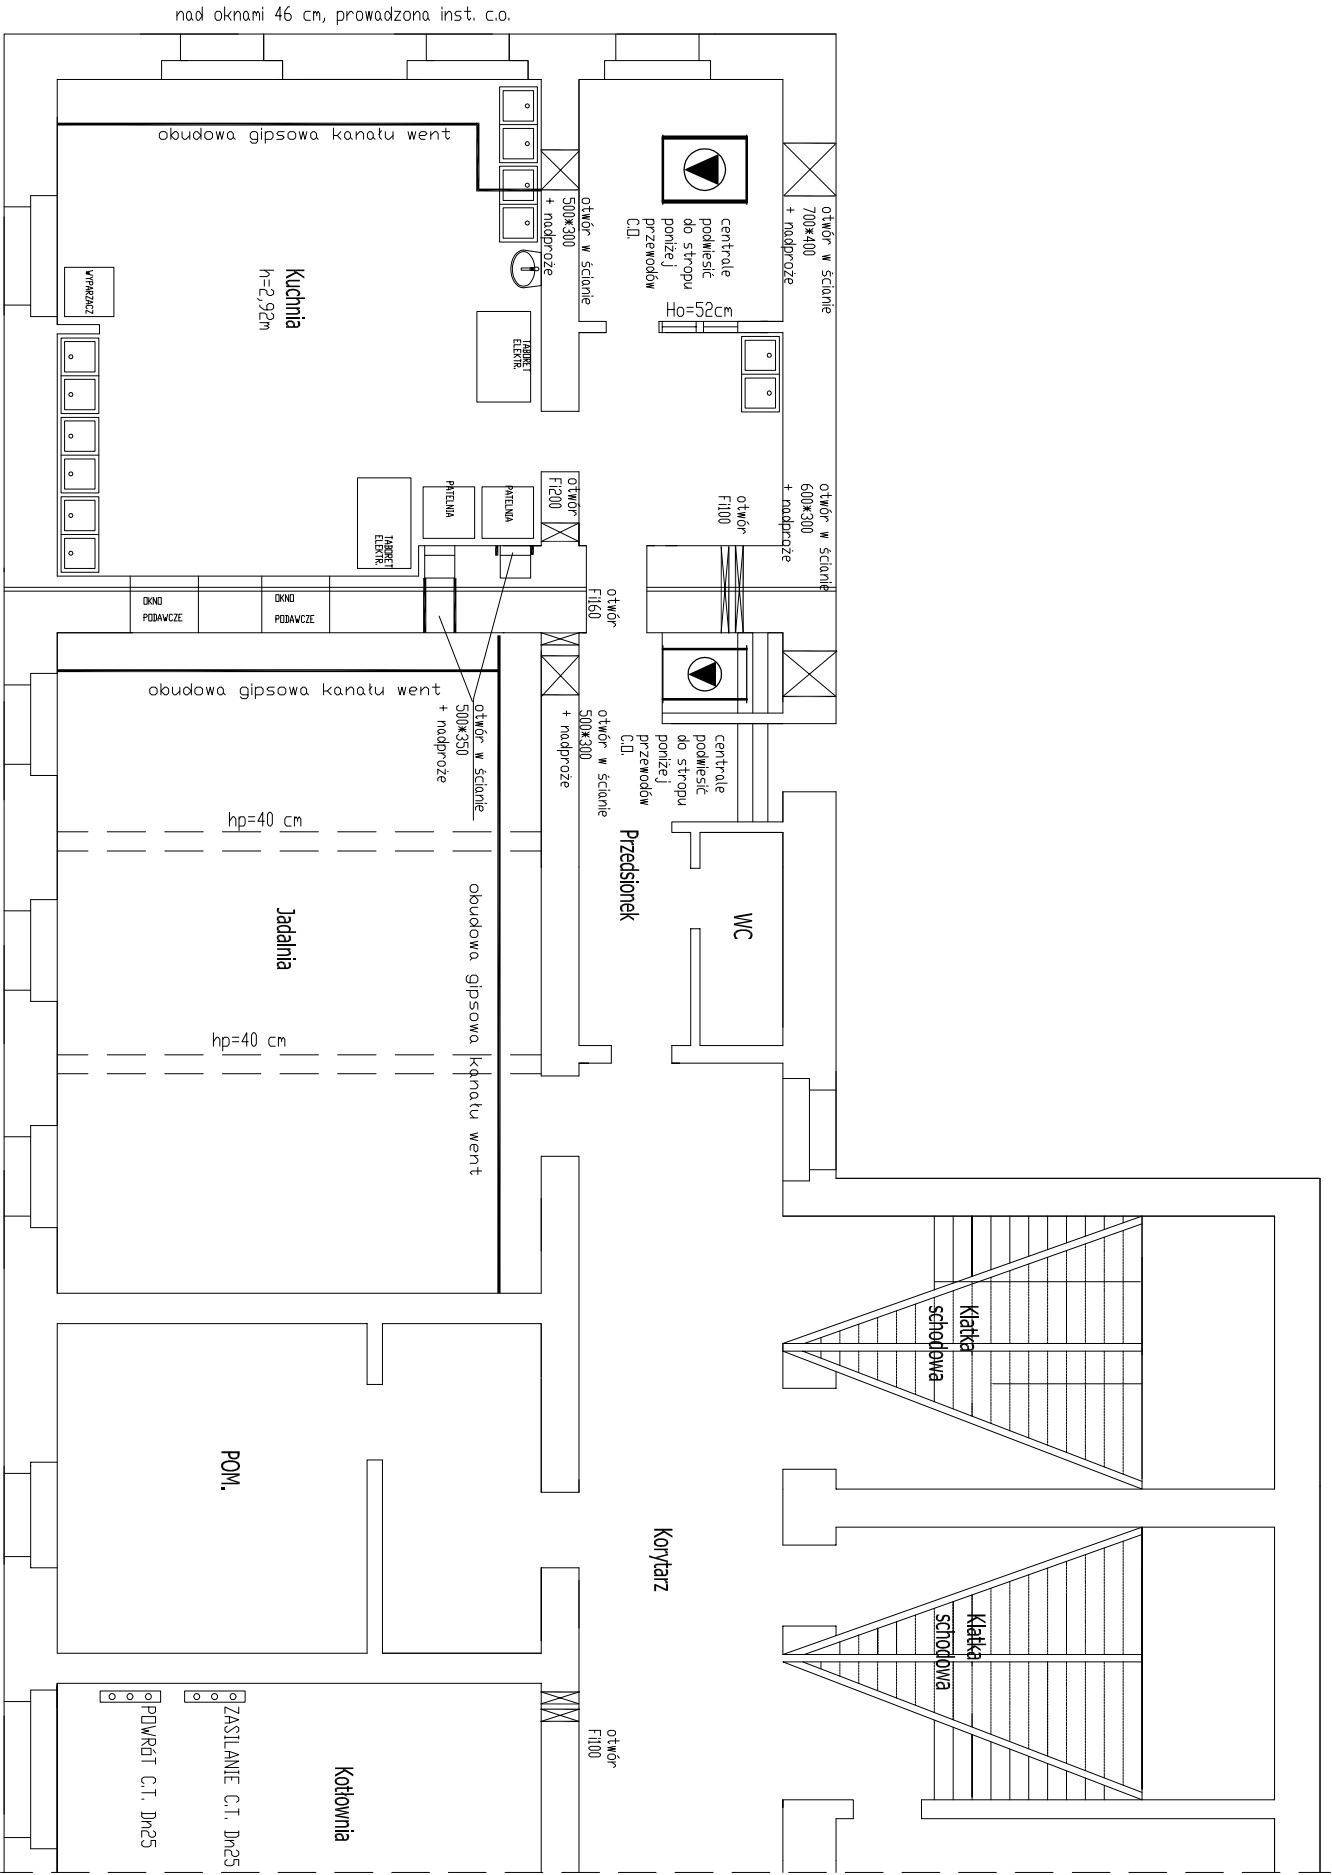 nad oknami 46 cm, prowadzona inst. c.o.
obudowa gipsowa kanału went
otwór w ścianie
500*300
+ nadproże
centrale
podwiesić
do stropu
poniżej
przewodów
C.O.
otwór w ścianie
700*400
+ nadproże
Kuchnia
h=2,92m
WYPARZACZ
TABORET
ELEKTR.
Ho=52cm
PATELNIA
PATELNIA
TABORET
ELEKTR.
otwór
Fi200
otwór
Fi100
otwór w ścianie
600*300
+ nadproże
OKNO
PODAWCZE
OKNO
PODAWCZE
otwór
Fi160
obudowa gipsowa kanału went
otwór w ścianie
500*350
+ nadproże
otwór w ścianie
500*300
+ nadproże
centrale
podwiesić
do stropu
poniżej
przewodów
C.O.
hp=40 cm
Przedsionek
WC
Jadalnia
obudowa gipsowa kanału went
hp=40 cm
Klatka
schodowa
POM.
Korytarz
Klatka
schodowa
otwór
Fi100
POWRÓT C.T. Dn25
ZASILANIE C.T. Dn25
Kotłownia